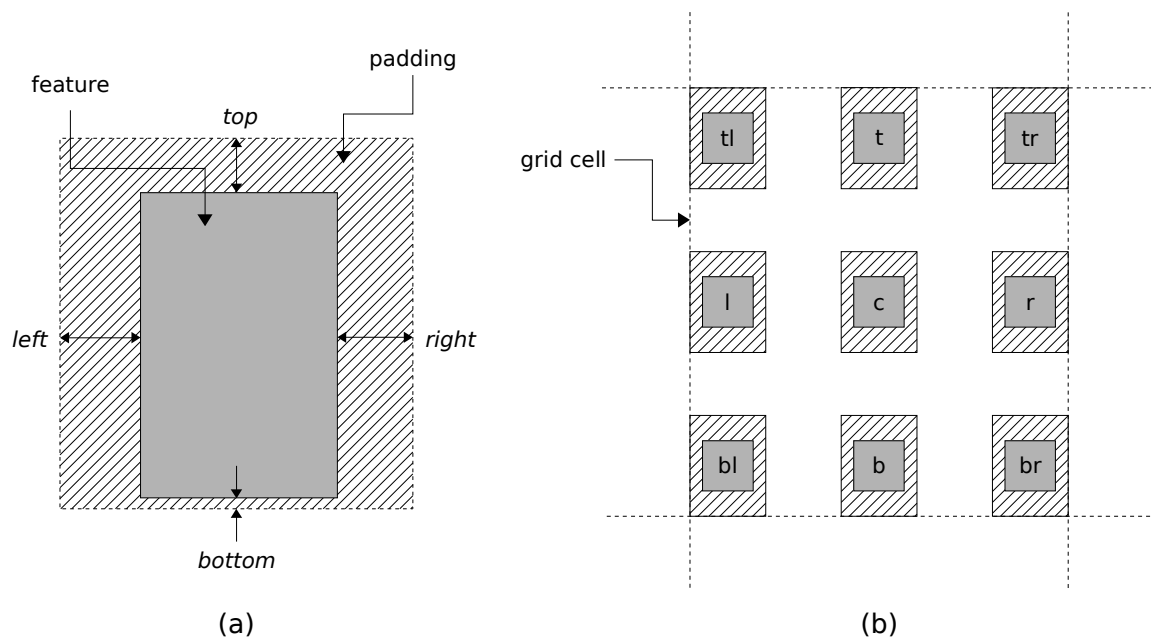 padding
feature
top
left
right
bottom
(a)
grid cell
tl t tr
l c r
bl b br
(b)